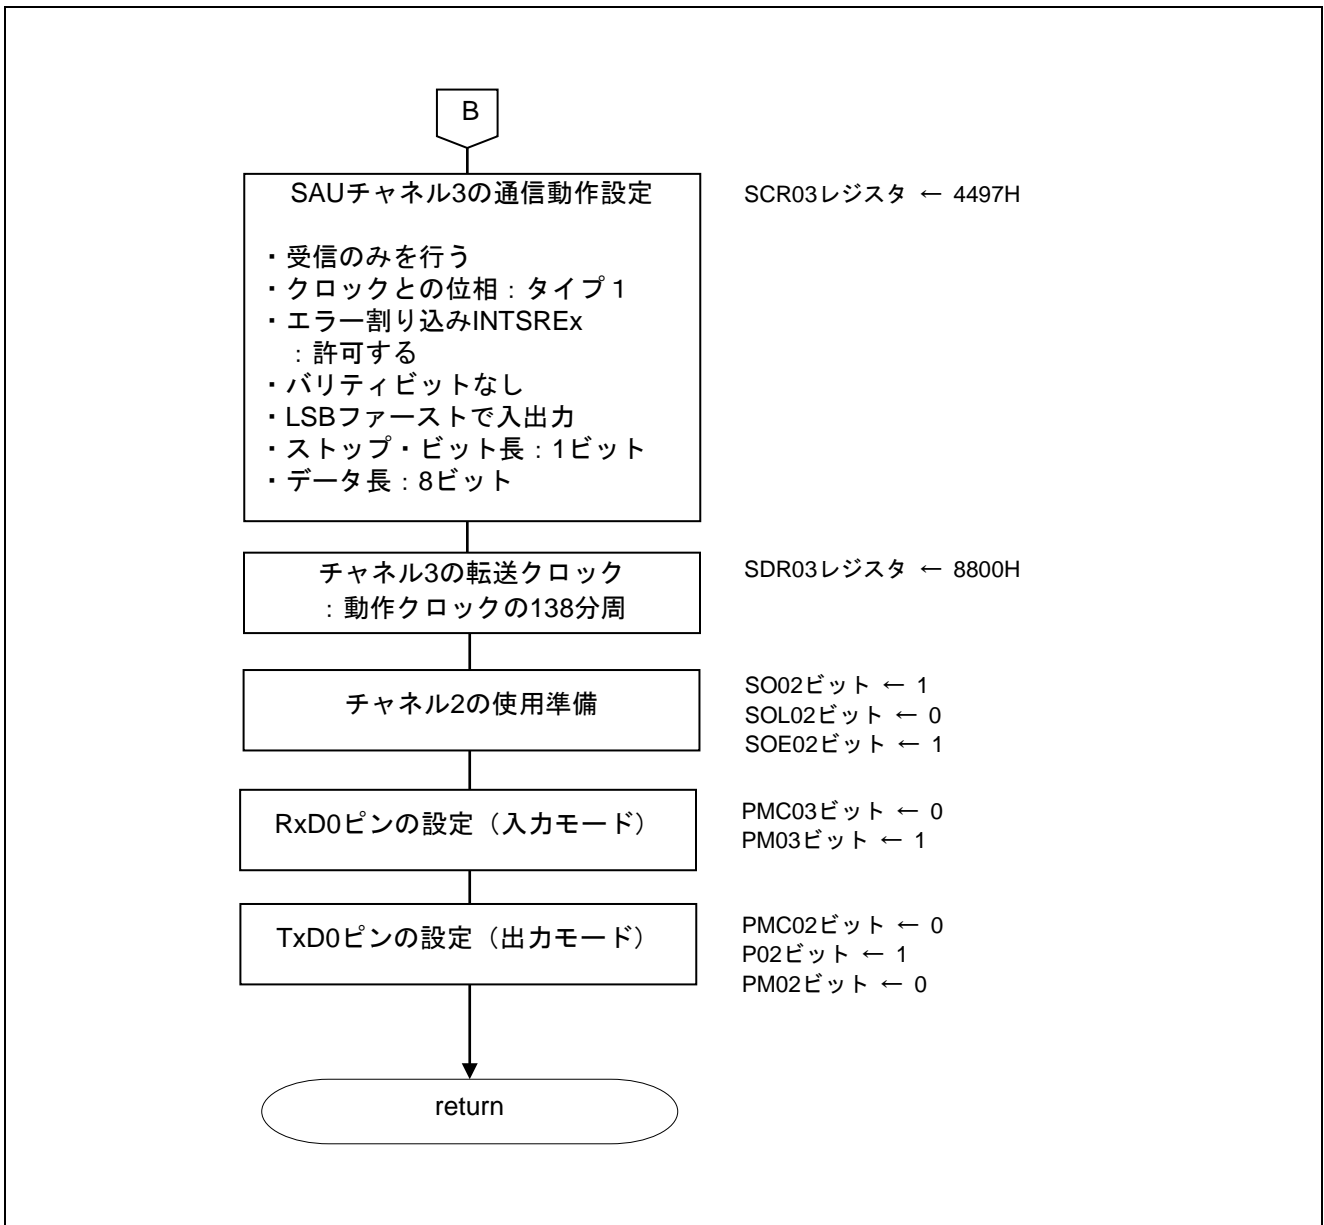 B
SAUチャネル3の通信動作設定
SCR03レジスタ ← 4497H
・受信のみを行う
・クロックとの位相：タイプ１
・エラー割り込みINTSREx
：許可する
・パリティビットなし
・LSBファーストで入出力
・ストップ・ビット長：1ビット
・データ長：8ビット
チャネル3の転送クロック
：動作クロックの138分周
SDR03レジスタ ← 8800H
チャネル2の使用準備
SO02ビット ← 1
SOL02ビット ← 0
SOE02ビット ← 1
RxD0ピンの設定（入力モード）
PMC03ビット ← 0
PM03ビット ← 1
TxD0ピンの設定（出力モード）
PMC02ビット ← 0
P02ビット ← 1
PM02ビット ← 0
return